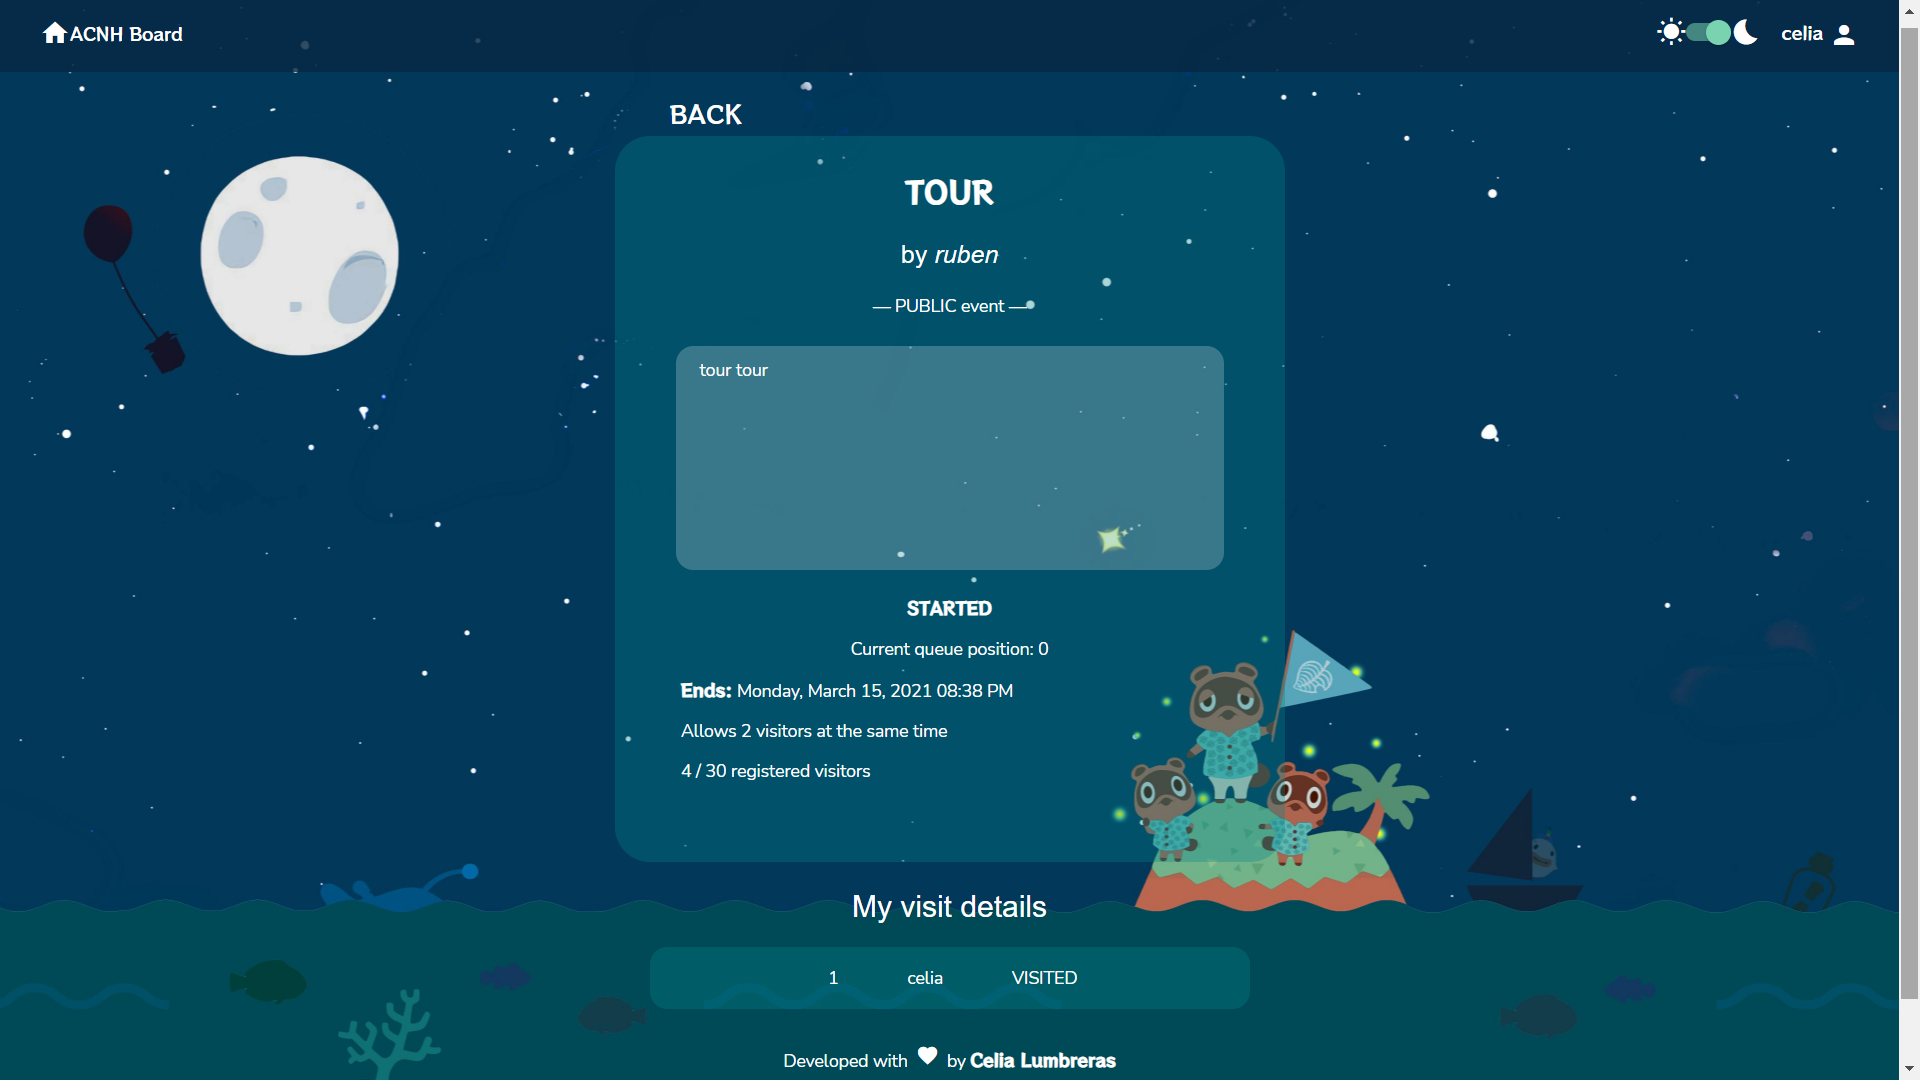 ACNH Board
celia
BACK
TOUR
by ruben
— PUBLIC event —
tour tour
STARTED
Current queue position: 0
Ends: Monday, March 15, 2021 08:38 PM
Allows 2 visitors at the same time
4 / 30 registered visitors
My visit details
1 celia VISITED
Developed with by Celia Lumbreras